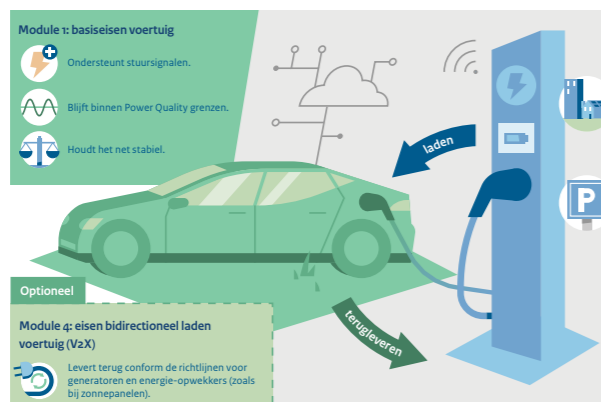 Module 1: basiseisen voertuig
Ondersteunt stuursignalen.
Blijft binnen Power Quality grenzen.
Houdt het net stabiel.
laden
P
terugleveren
Optioneel
Module 4: eisen bidirectioneel laden
voertuig (V2X)
Levert terug conform de richtlijnen voor
generatoren en energie-opwekkers (zoals
bij zonnepanelen).